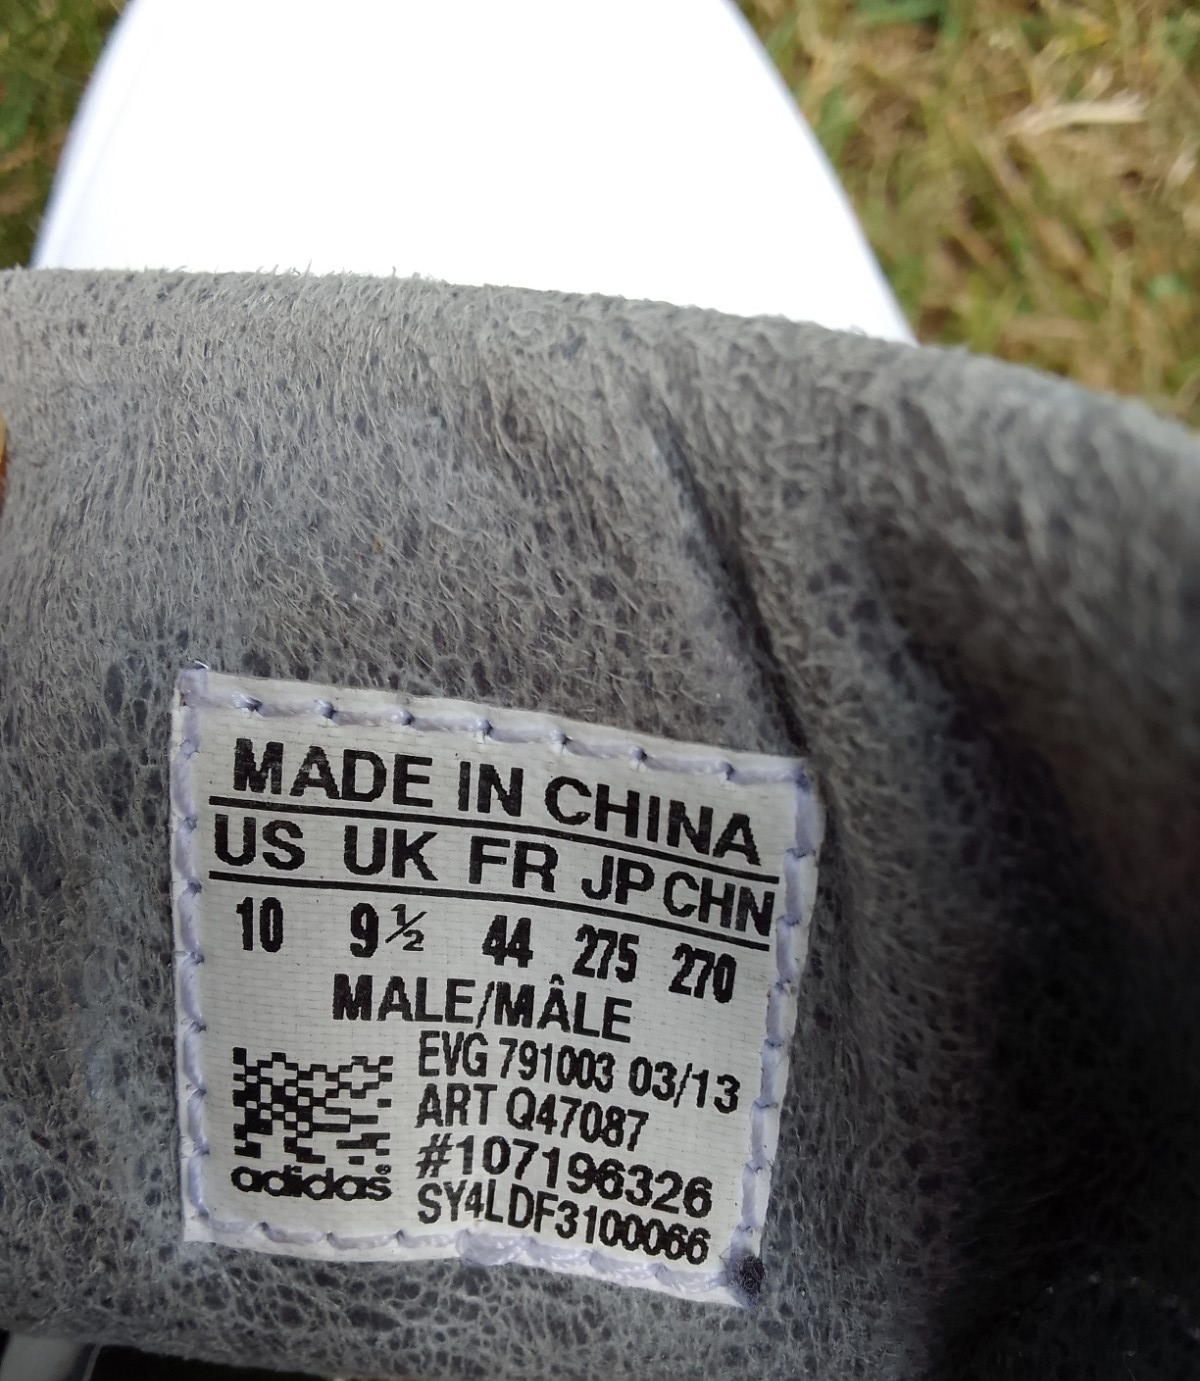 MADE IN CHINA
US UK FR JP CHN
10 9½ 44 275 270
MALE/MÂLE
EVG 791003 03/13
ART Q47087
#107196326
SY4LDF3100066
adidas®